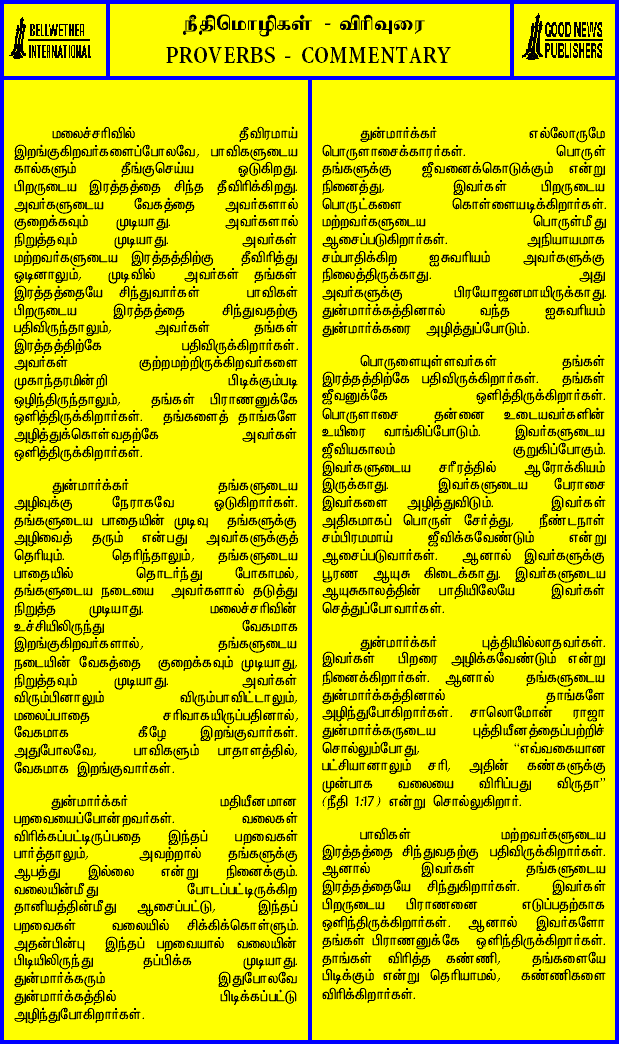 BELLWETHER
INTERNATIONAL
நீதிமொழிகள் - விரிவுரை
PROVERBS - COMMENTARY
GOOD NEWS
PUBLISHERS
மலைச்சரிவில் தீவிரமாய்
இறங்குகிறவர்களைப்போலவே, பாவிகளுடைய
கால்களும் தீங்குசெய்ய ஓடுகிறது.
பிறருடைய இரத்தத்தை சிந்த தீவிரிக்கிறது.
அவர்களுடைய வேகத்தை அவர்களால்
குறைக்கவும் முடியாது. அவர்களால்
நிறுத்தவும் முடியாது. அவர்கள்
மற்றவர்களுடைய இரத்தத்திற்கு தீவிரித்து
ஓடினாலும், முடிவில் அவர்கள் தங்கள்
இரத்தத்தையே சிந்துவார்கள் பாவிகள்
பிறருடைய இரத்தத்தை சிந்துவதற்கு
பதிவிருந்தாலும், அவர்கள் தங்கள்
இரத்தத்திற்கே பதிவிருக்கிறார்கள்.
அவர்கள் குற்றமற்றிருக்கிறவர்களை
முகாந்தரமின்றி பிடிக்கும்படி
ஒழிந்திருந்தாலும், தங்கள் பிராணனுக்கே
ஒளித்திருக்கிறார்கள். தங்களைத் தாங்களே
அழித்துக்கொள்வதற்கே அவர்கள்
ஒளித்திருக்கிறார்கள்.
துன்மார்க்கர் தங்களுடைய
அழிவுக்கு நேராகவே ஓடுகிறார்கள்.
தங்களுடைய பாதையின் முடிவு தங்களுக்கு
அழிவைத் தரும் என்பது அவர்களுக்குத்
தெரியும். தெரிந்தாலும், தங்களுடைய
பாதையில் தொடர்ந்து போகாமல்,
தங்களுடைய நடையை அவர்களால் தடுத்து
நிறுத்த முடியாது. மலைச்சரிவின்
உச்சியிலிருந்து வேகமாக
இறங்குகிறவர்களால், தங்களுடைய
நடையின் வேகத்தை குறைக்கவும் முடியாது,
நிறுத்தவும் முடியாது. அவர்கள்
விரும்பினாலும் விரும்பாவிட்டாலும்,
மலைப்பாதை சரிவாகயிருப்பதினால்,
வேகமாக கீழே இறங்குவார்கள்.
அதுபோலவே, பாவிகளும் பாதாளத்தில்,
வேகமாக இறங்குவார்கள்.
துன்மார்க்கர் மதியீனமான
பறவையைப்போன்றவர்கள். வலைகள்
விரிக்கப்பட்டிருப்பதை இந்தப் பறவைகள்
பார்த்தாலும், அவற்றால் தங்களுக்கு
ஆபத்து இல்லை என்று நினைக்கும்.
வலையின்மீது போடப்பட்டிருக்கிற
தானியத்தின்மீது ஆசைப்பட்டு, இந்தப்
பறவைகள் வலையில் சிக்கிக்கொள்ளும்.
அதன்பின்பு இந்தப் பறவையால் வலையின்
பிடியிலிருந்து தப்பிக்க முடியாது.
துன்மார்க்கரும் இதுபோலவே
துன்மார்க்கத்தில் பிடிக்கப்பட்டு
அழிந்துபோகிறார்கள்.
துன்மார்க்கர் எல்லோருமே
பொருளாசைக்காரர்கள். பொருள்
தங்களுக்கு ஜீவனைக்கொடுக்கும் என்று
நினைத்து, இவர்கள் பிறருடைய
பொருட்களை கொள்ளையடிக்கிறார்கள்.
மற்றவர்களுடைய பொருள்மீது
ஆசைப்படுகிறார்கள். அநியாயமாக
சம்பாதிக்கிற ஐசுவரியம் அவர்களுக்கு
நிலைத்திருக்காது. அது
அவர்களுக்கு பிரயோஜனமாயிருக்காது.
துன்மார்க்கத்தினால் வந்த ஐசுவரியம்
துன்மார்க்கரை அழித்துப்போடும்.
பொருளையுள்ளவர்கள் தங்கள்
இரத்தத்திற்கே பதிவிருக்கிறார்கள். தங்கள்
ஜீவனுக்கே ஒளித்திருக்கிறார்கள்.
பொருளாசை தன்னை உடையவர்களின்
உயிரை வாங்கிப்போடும். இவர்களுடைய
ஜீவியகாலம் குறுகிப்போகும்.
இவர்களுடைய சரீரத்தில் ஆரோக்கியம்
இருக்காது. இவர்களுடைய பேராசை
இவர்களை அழித்துவிடும். இவர்கள்
அதிகமாகப் பொருள் சேர்த்து, நீண்டநாள்
சம்பிரமமாய் ஜீவிக்கவேண்டும் என்று
ஆசைப்படுவார்கள். ஆனால் இவர்களுக்கு
பூரண ஆயுசு கிடைக்காது. இவர்களுடைய
ஆயுசுகாலத்தின் பாதியிலேயே இவர்கள்
செத்துப்போவார்கள்.
துன்மார்க்கர் புத்தியில்லாதவர்கள்.
இவர்கள் பிறரை அழிக்கவேண்டும் என்று
நினைக்கிறார்கள். ஆனால் தங்களுடைய
துன்மார்க்கத்தினால் தாங்களே
அழிந்துபோகிறார்கள். சாலொமோன் ராஜா
துன்மார்க்கருடைய புத்தியீனத்தைப்பற்றிச்
சொல்லும்போது, “எவ்வகையான
பட்சியானாலும் சரி, அதின் கண்களுக்கு
முன்பாக வலையை விரிப்பது விருதா”
(நீதி 1:17) என்று சொல்லுகிறார்.
பாவிகள் மற்றவர்களுடைய
இரத்தத்தை சிந்துவதற்கு பதிவிருக்கிறார்கள்.
ஆனால் இவர்கள் தங்களுடைய
இரத்தத்தையே சிந்துகிறார்கள். இவர்கள்
பிறருடைய பிராணனை எடுப்பதற்காக
ஒளிந்திருக்கிறார்கள். ஆனால் இவர்களோ
தங்கள் பிராணனுக்கே ஒளிந்திருக்கிறார்கள்.
தாங்கள் விரித்த கண்ணி, தங்களையே
பிடிக்கும் என்று தெரியாமல், கண்ணிகளை
விரிக்கிறார்கள்.